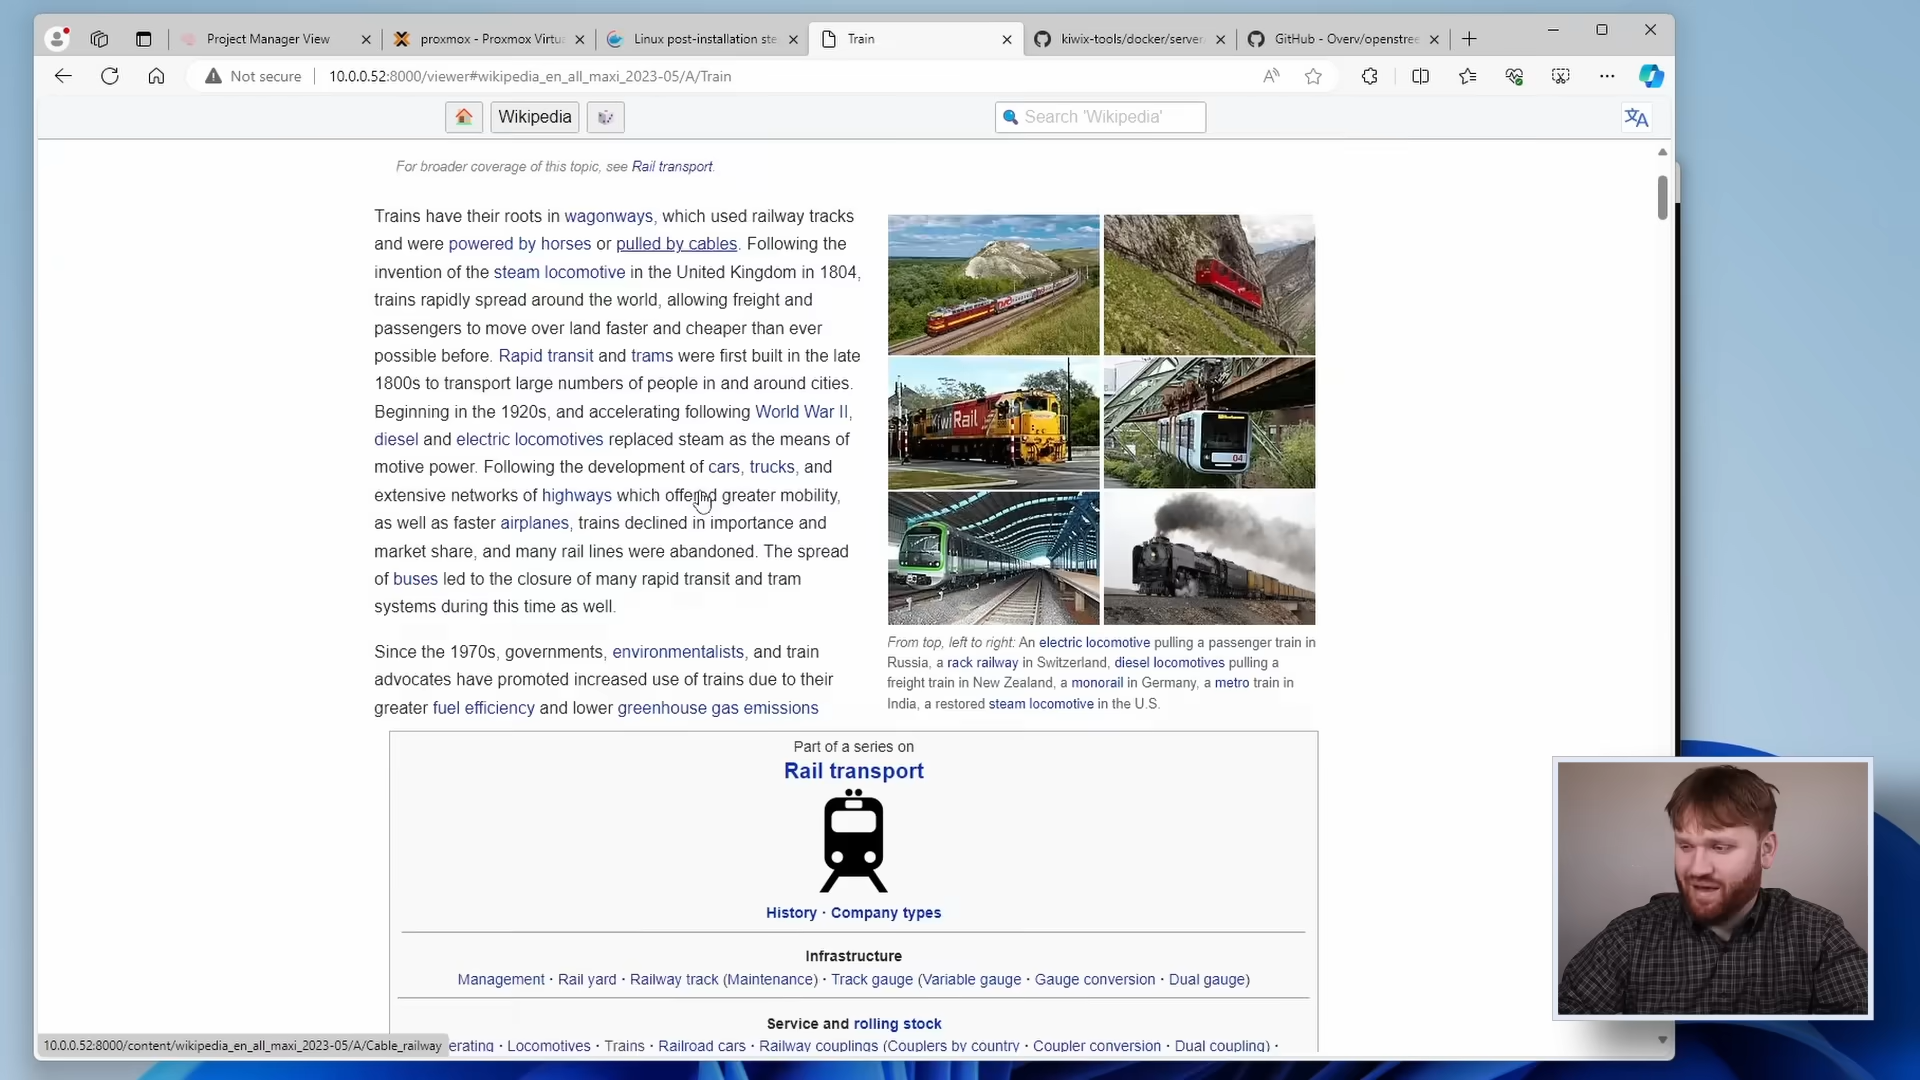 Project Manager View
proxmox - Proxmox Virtu
Linux post-installation ste
Train
kiwix-tools/docker/server
GitHub - Overv/openstree
Not secure
10.0.0.52:8000/viewer#wikipedia_en_all_maxi_2023-05/A/Train
Wikipedia
Search 'Wikipedia'
For broader coverage of this topic, see Rail transport.
Trains have their roots in wagonways, which used railway tracks
and were powered by horses or pulled by cables. Following the
invention of the steam locomotive in the United Kingdom in 1804,
trains rapidly spread around the world, allowing freight and
passengers to move over land faster and cheaper than ever
possible before. Rapid transit and trams were first built in the late
1800s to transport large numbers of people in and around cities.
Beginning in the 1920s, and accelerating following World War II,
diesel and electric locomotives replaced steam as the means of
motive power. Following the development of cars, trucks, and
extensive networks of highways which offered greater mobility,
as well as faster airplanes, trains declined in importance and
market share, and many rail lines were abandoned. The spread
of buses led to the closure of many rapid transit and tram
systems during this time as well.
Since the 1970s, governments, environmentalists, and train
advocates have promoted increased use of trains due to their
greater fuel efficiency and lower greenhouse gas emissions
KiwiRail
04
From top, left to right: An electric locomotive pulling a passenger train in
Russia, a rack railway in Switzerland, diesel locomotives pulling a
freight train in New Zealand, a monorail in Germany, a metro train in
India, a restored steam locomotive in the U.S.
Part of a series on
Rail transport
History · Company types
Infrastructure
Management · Rail yard · Railway track (Maintenance) · Track gauge (Variable gauge · Gauge conversion · Dual gauge)
Service and rolling stock
erating · Locomotives · Trains · Railroad cars · Railway couplings (Couplers by country · Coupler conversion · Dual coupling) ·
10.0.0.52:8000/content/wikipedia_en_all_maxi_2023-05/A/Cable_railway